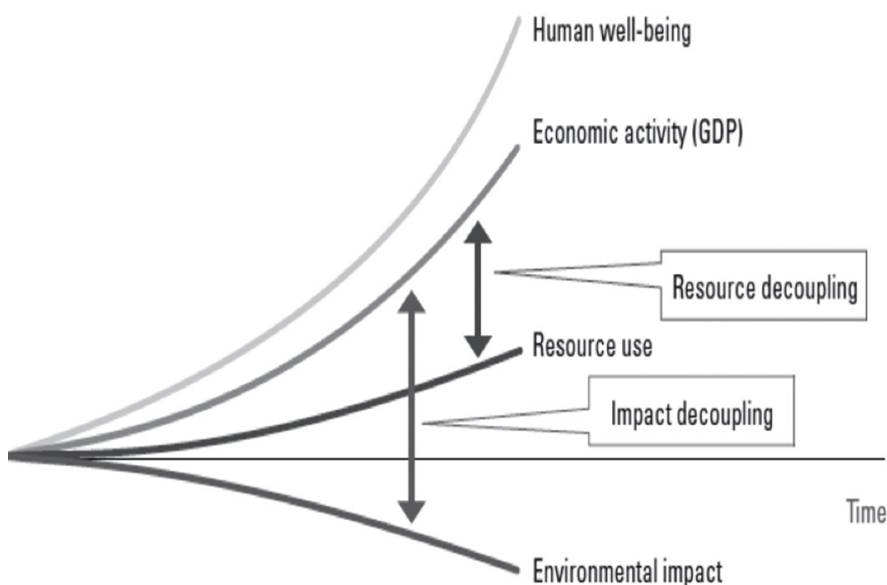 Human well-being
Economic activity (GDP)
Resource decoupling
Resource use
Impact decoupling
Time
Environmental impact